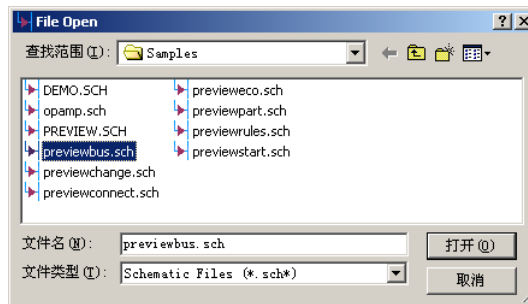 File Open
查找范围(I): Samples
DEMO.SCH
opamp.sch
PREVIEW.SCH
previewbus.sch
previewchange.sch
previewconnect.sch
previeweco.sch
previewpart.sch
previewrules.sch
previewstart.sch
文件名(N): previewbus.sch 打开(O)
文件类型(T): Schematic Files (*.sch*) 取消